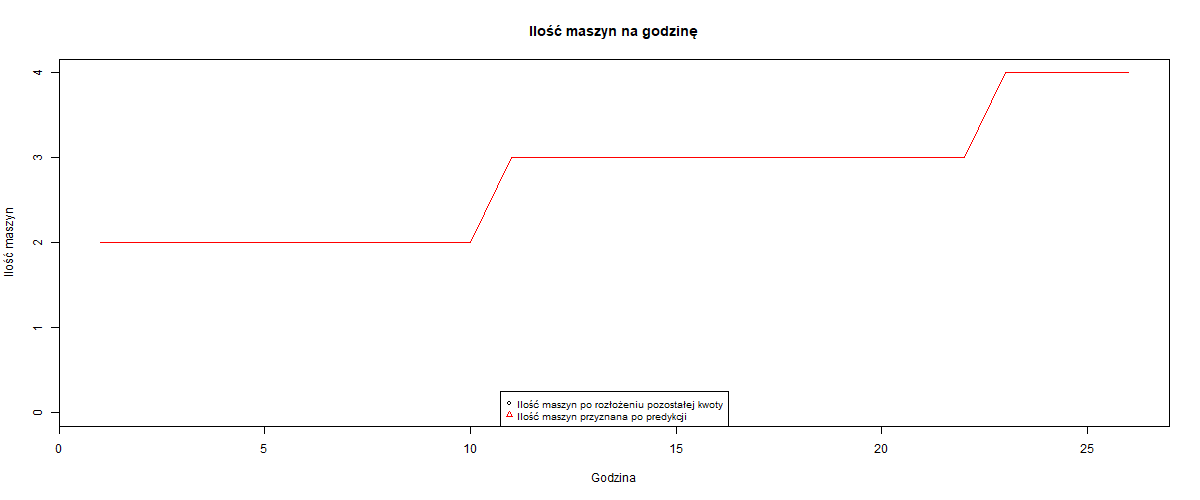 Ilość maszyn na godzinę
Ilość maszyn
4
3
2
1
0
Ilość maszyn po rozłożeniu pozostałej kwoty
Ilość maszyn przyznana po predykcji
0 5 10 15 20 25
Godzina